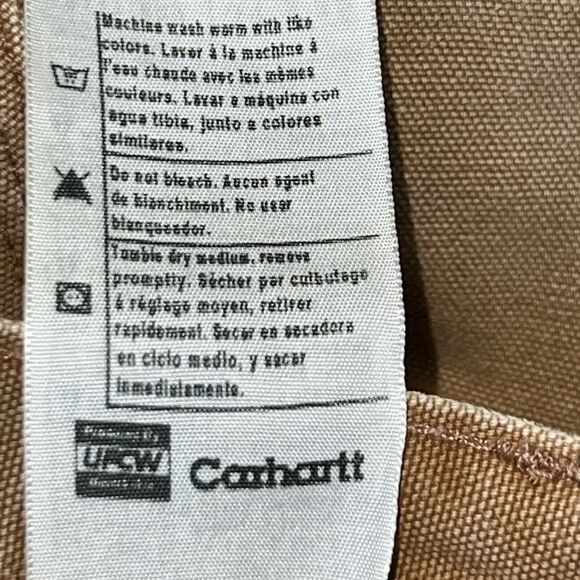 Machine wash warm with like
colors. Laver à la machine à
l'eau chaude avec les mêmes
couleurs. Lavar a máquina con
agua tibia, junto a colores
similares.
Do not bleach. Aucun agent
de blanchiment. No usar
blanqueador.
Tumble dry medium, remove
promptly. Sécher par culbutage
à réglage moyen, retirer
rapidement. Secar en secadora
en ciclo medio, y sacar
inmediatamente.
UFCW
Carhartt